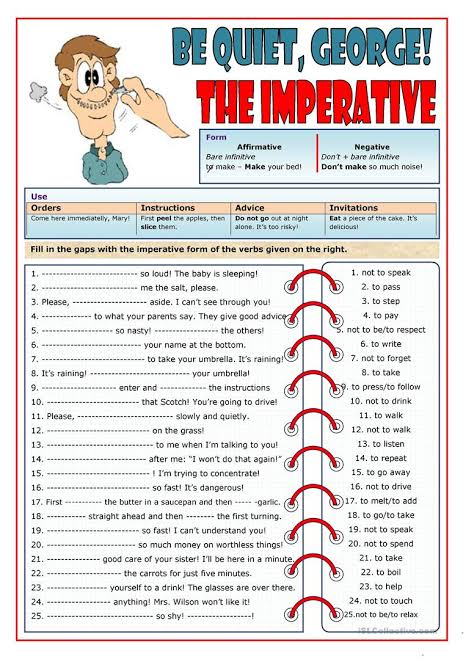 BE QUIET, GEORGE!
THE IMPERATIVE
Form
Affirmative
Bare infinitive
to make – Make your bed!
Negative
Don't + bare infinitive
Don't make so much noise!
Use
Orders
Come here immediatelly, Mary!
Instructions
First peel the apples, then
slice them.
Advice
Do not go out at night
alone. It's too risky!
Invitations
Eat a piece of the cake. It's
delicious!
Fill in the gaps with the imperative form of the verbs given on the right.
1. -------------------- so loud! The baby is sleeping!
2. -------------------- me the salt, please.
3. Please, ---------------- aside. I can't see through you!
4. ----------- to what your parents say. They give good advice
5. ---------------- so nasty! ----------------- the others!
6. -------------------- your name at the bottom.
7. --------------------- to take your umbrella. It's raining!
8. It's raining! -------------------- your umbrella!
9. ---------------- enter and ----------- the instructions
10. -------------------- that Scotch! You're going to drive!
11. Please, --------------------- slowly and quietly.
12. ---------------------- on the grass!
13. ----------------------- to me when I'm talking to you!
14. --------------------- after me: "I won't do that again!"
15. ---------------------- ! I'm trying to concentrate!
16. ---------------------- so fast! It's dangerous!
17. First ---------- the butter in a saucepan and then ----- -garlic.
18. ----------- straight ahead and then --------- the first turning.
19. -------------------- so fast! I can't understand you!
20. -------------------- so much money on worthless things!
21. ------------ good care of your sister! I'll be here in a minute.
22. -------------- the carrots for just five minutes.
23. --------------- yourself to a drink! The glasses are over there.
24. ------------------- anything! Mrs. Wilson won't like it!
25. ------------------- so shy! -------------------!
1. not to speak
2. to pass
3. to step
4. to pay
5. not to be/to respect
6. to write
7. not to forget
8. to take
9. to press/to follow
10. not to drink
11. to walk
12. not to walk
13. to listen
14. to repeat
15. to go away
16. not to drive
17. to melt/to add
18. to go/to take
19. not to speak
20. not to spend
21. to take
22. to boil
23. to help
24. not to touch
25.not to be/to relax
iSLCollective.com